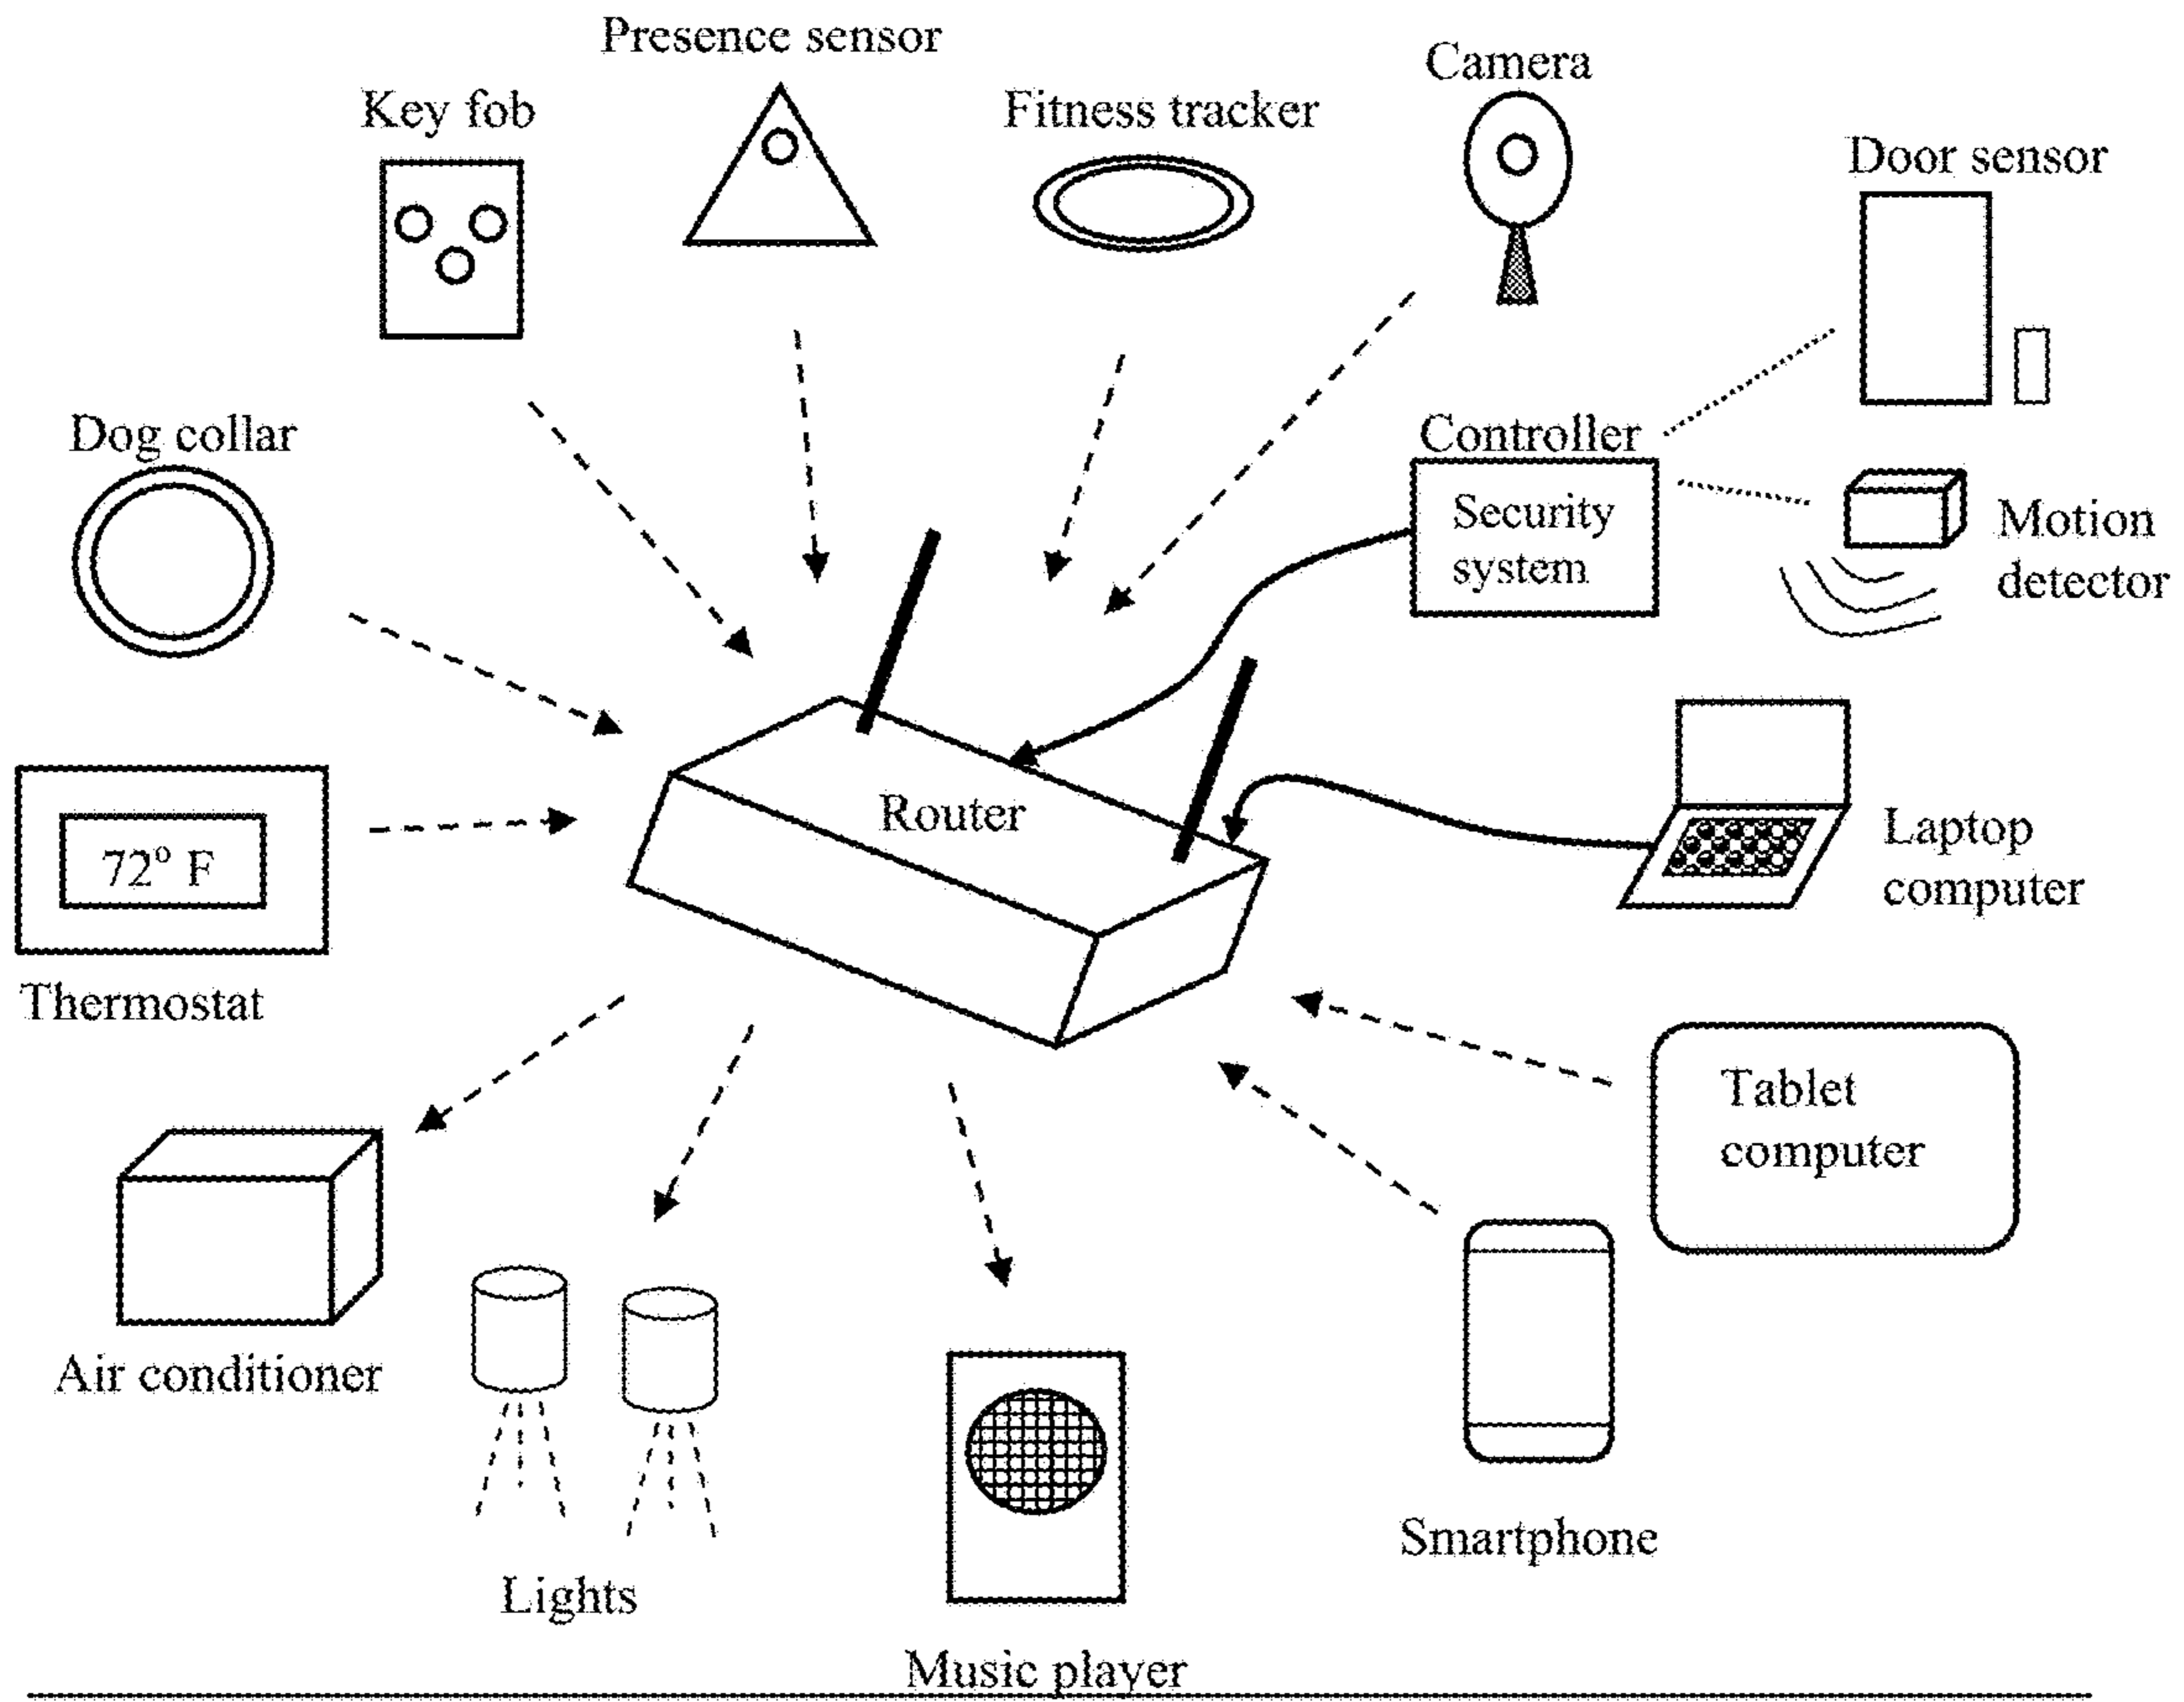 Presence sensor
Camera
Key fob
Fitness tracker
Door sensor
Dog collar
Controller
Security
system
Motion
detector
Router
Laptop
computer
72° F
Thermostat
Tablet
computer
Air conditioner
Smartphone
Lights
Music player